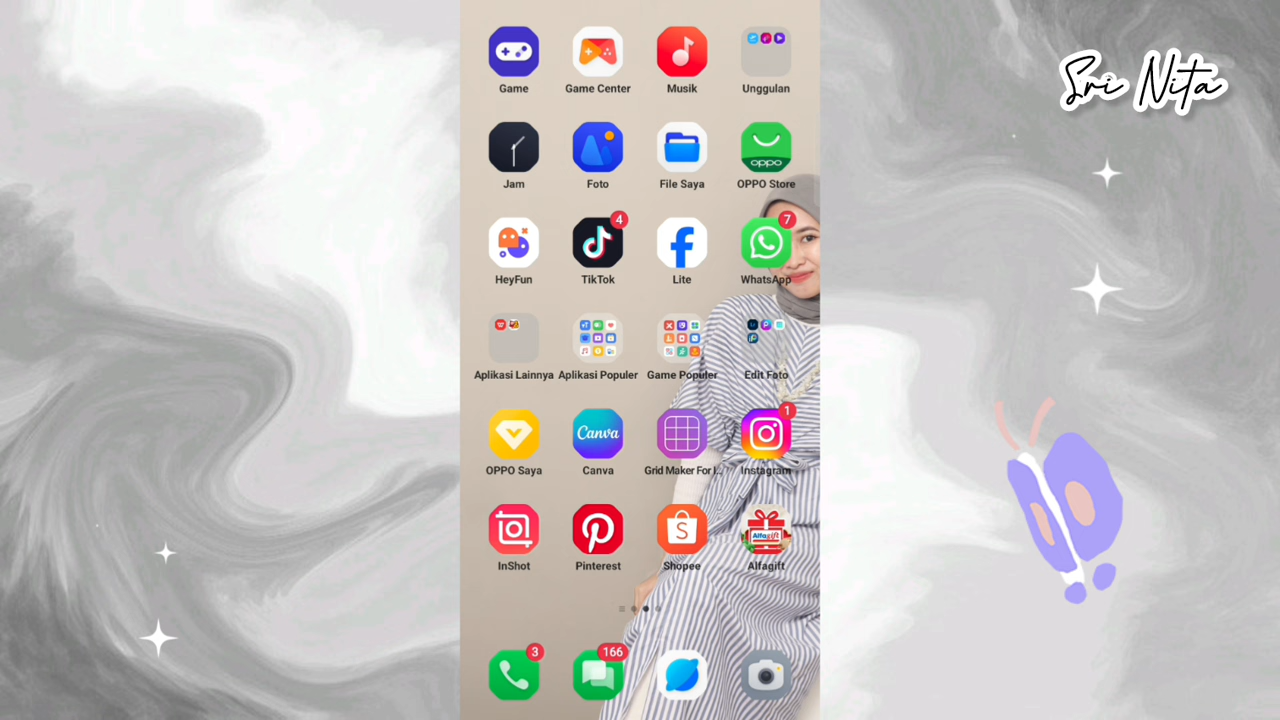 Sri Nita
Game Game Center Musik Unggulan
oppo
Jam Foto File Saya OPPO Store
4 7
HeyFun TikTok Lite WhatsApp
Aplikasi Lainnya Aplikasi Populer Game Populer Edit Foto
1
Canva
OPPO Saya Canva Grid Maker For I... Instagram
Alfagift
InShot Pinterest Shopee Alfagift
3 166